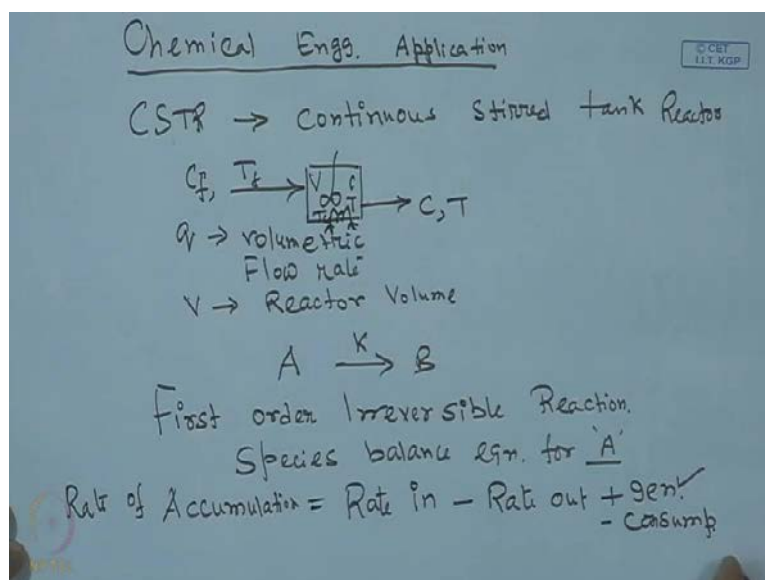 Chemical Engg. Application
© CET
I.I.T. KGP
CSTR → Continuous Stirred tank Reactor
Cf, Tf → V C T → C, T
q → volumetric
Flow rate
V → Reactor Volume
A K→ B
First order Irreversible Reaction.
Species balance eqn. for 'A'
Rate of Accumulation = Rate in - Rate out + gen. ✓
- consump.